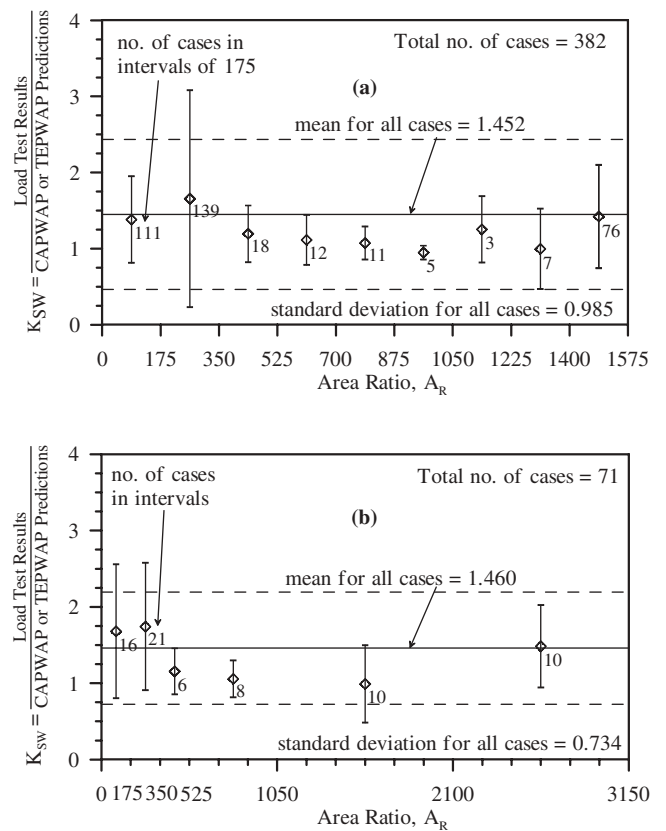 4
no. of cases in
intervals of 175
Total no. of cases = 382
(a)
3
mean for all cases = 1.452
2
1
0
111
139
18
12
11
5
3
7
76
standard deviation for all cases = 0.985
K_SW = Load Test Results
CAPWAP or TEPWAP Predictions
0 175 350 525 700 875 1050 1225 1400 1575
Area Ratio, A_R
4
no. of cases
in intervals
Total no. of cases = 71
(b)
3
mean for all cases = 1.460
2
1
0
16
21
6
8
10
10
standard deviation for all cases = 0.734
K_SW = Load Test Results
CAPWAP or TEPWAP Predictions
0 175 350 525 1050 2100 3150
Area Ratio, A_R